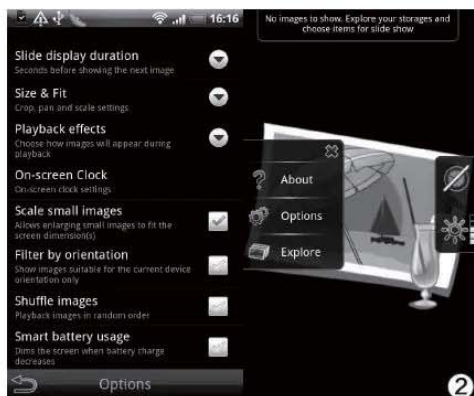 16:16
Slide display duration
Seconds before showing the next image
Size & Fit
Crop, pan and scale settings
Playback effects
Choose how images will appear during
playback
On-screen Clock
On-screen clock settings
Scale small images
Allows enlarging small images to fit the
screen dimension(s)
Filter by orientation
Show images suitable for the current device
orientation only
Shuffle images
Playback images in random order
Smart battery usage
Dims the screen when battery charge
decreases
Options
No images to show. Explore your storages and
choose items for slide show
About
Options
Explore
2